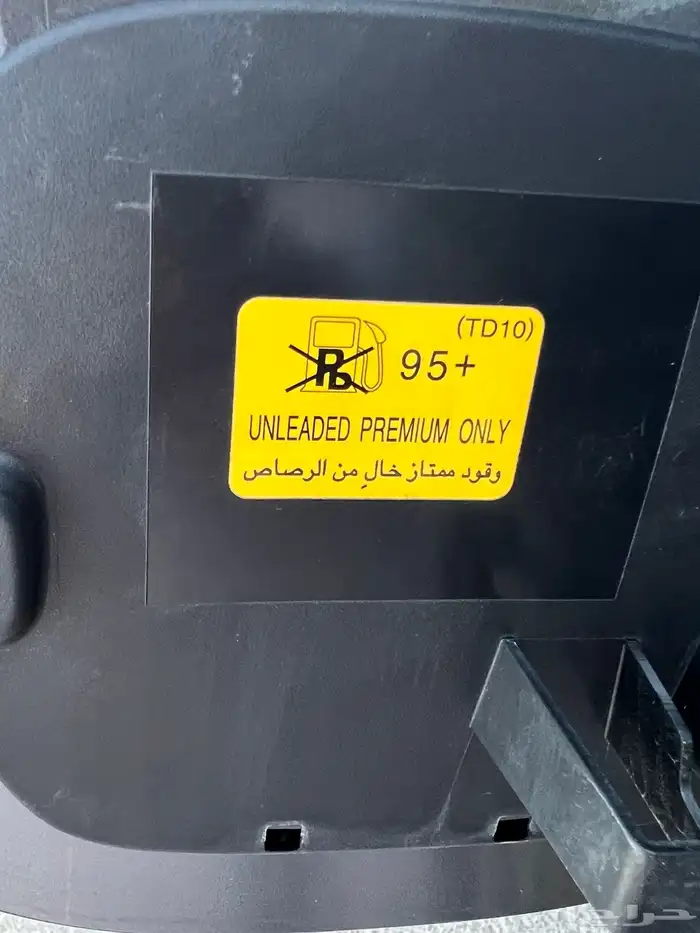 (TD10)
Pb 95+
UNLEADED PREMIUM ONLY
وقود ممتاز خالٍ من الرصاص
حراج